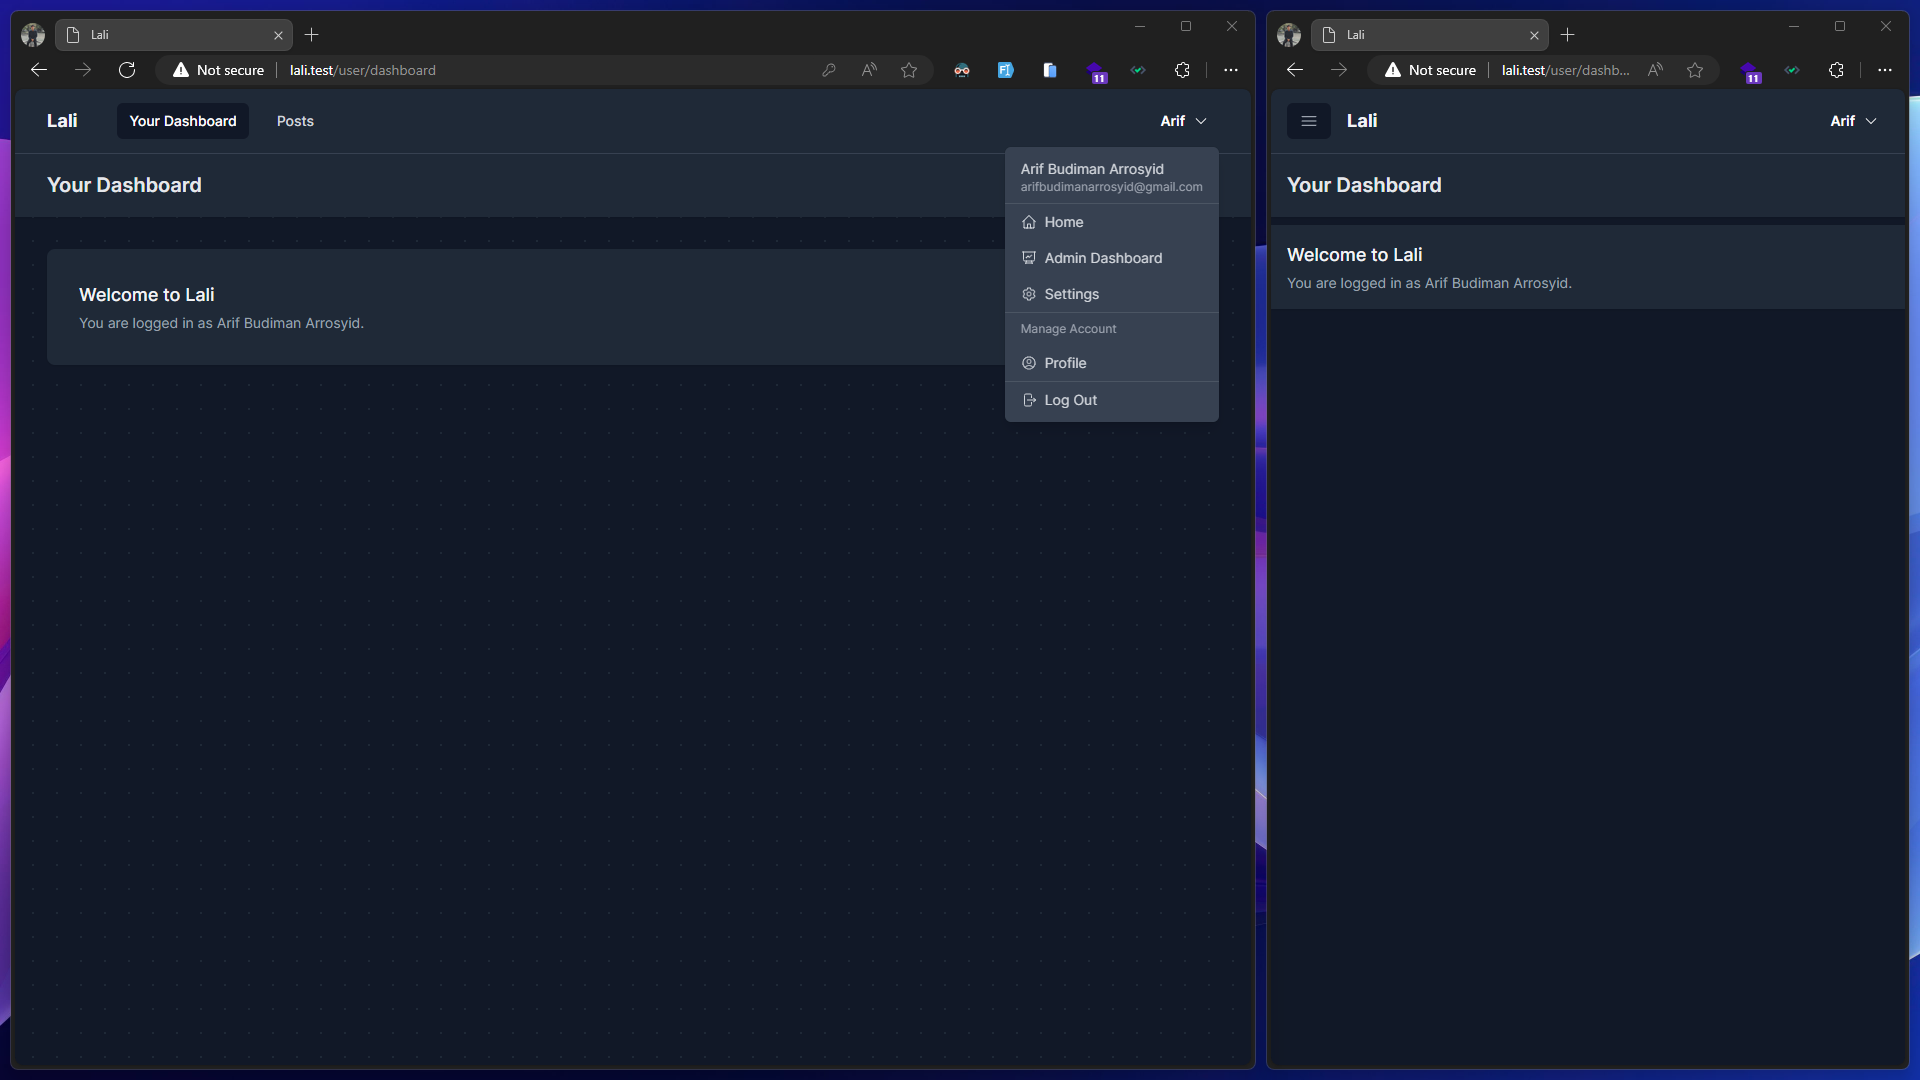 Lali
Not secure
lali.test/user/dashboard
11
Lali
Your Dashboard
Posts
Arif
Your Dashboard
Arif Budiman Arrosyid
arifbudimanarrosyid@gmail.com
Home
Admin Dashboard
Settings
Manage Account
Profile
Log Out
Welcome to Lali
You are logged in as Arif Budiman Arrosyid.
Lali
Not secure
lali.test/user/dashb...
11
Lali
Arif
Your Dashboard
Welcome to Lali
You are logged in as Arif Budiman Arrosyid.